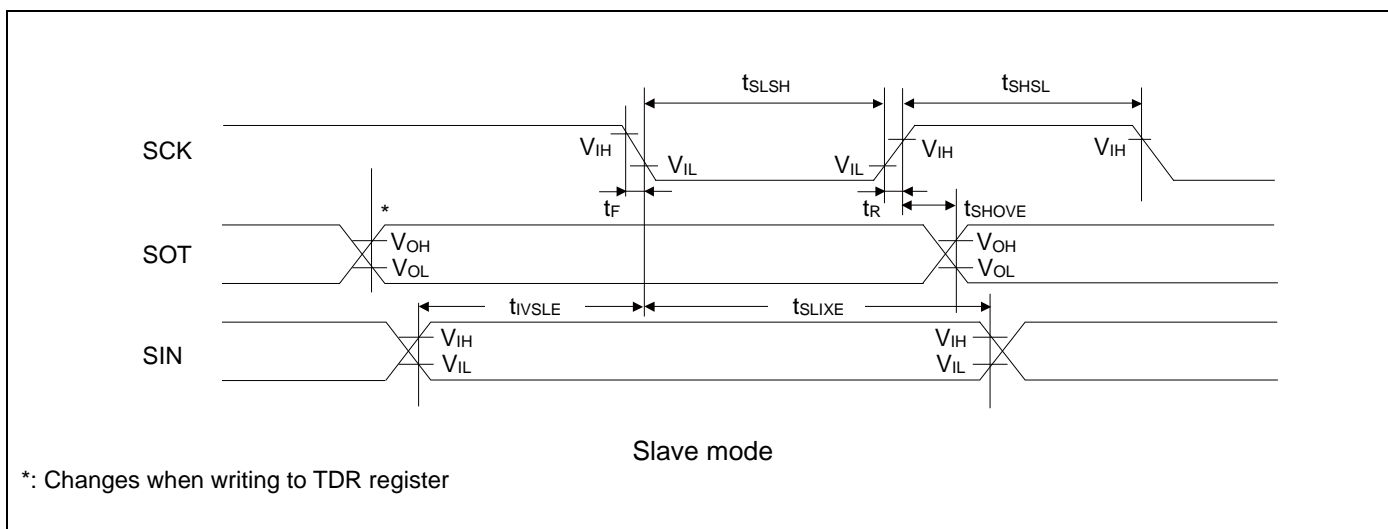 tSLSH tSHSL
SCK VIH VIL VIL VIH VIH
tF tR tSHOVE
*
SOT VOH VOH
VOL VOL
tIVSLE tSLIXE
VIH VIH
SIN
VIL VIL
Slave mode
*: Changes when writing to TDR register